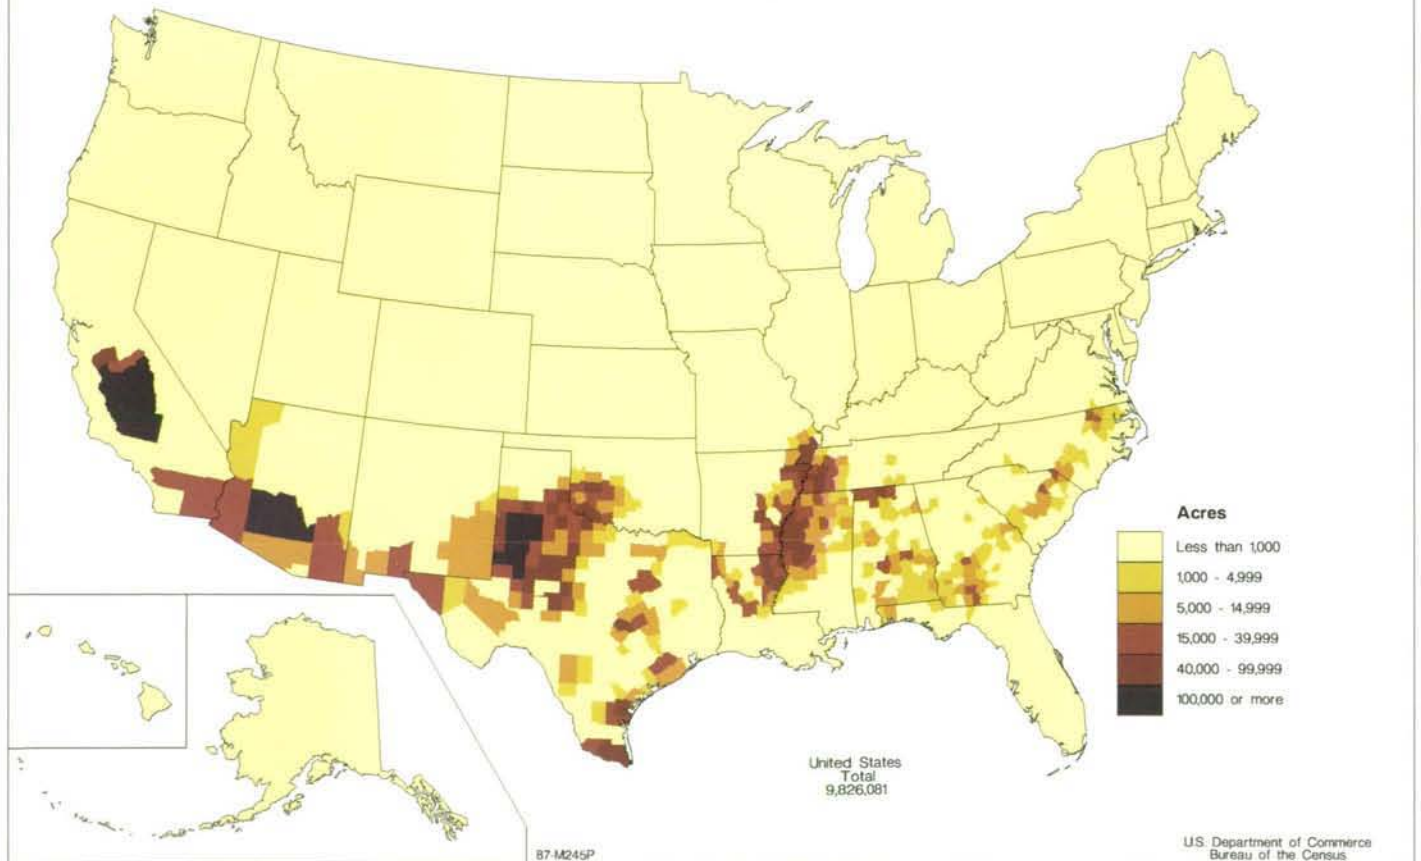 Acres
Less than 1,000
1,000 - 4,999
5,000 - 14,999
15,000 - 39,999
40,000 - 99,999
100,000 or more
United States
Total
9,826,081
87-M245P
U.S. Department of Commerce
Bureau of the Census